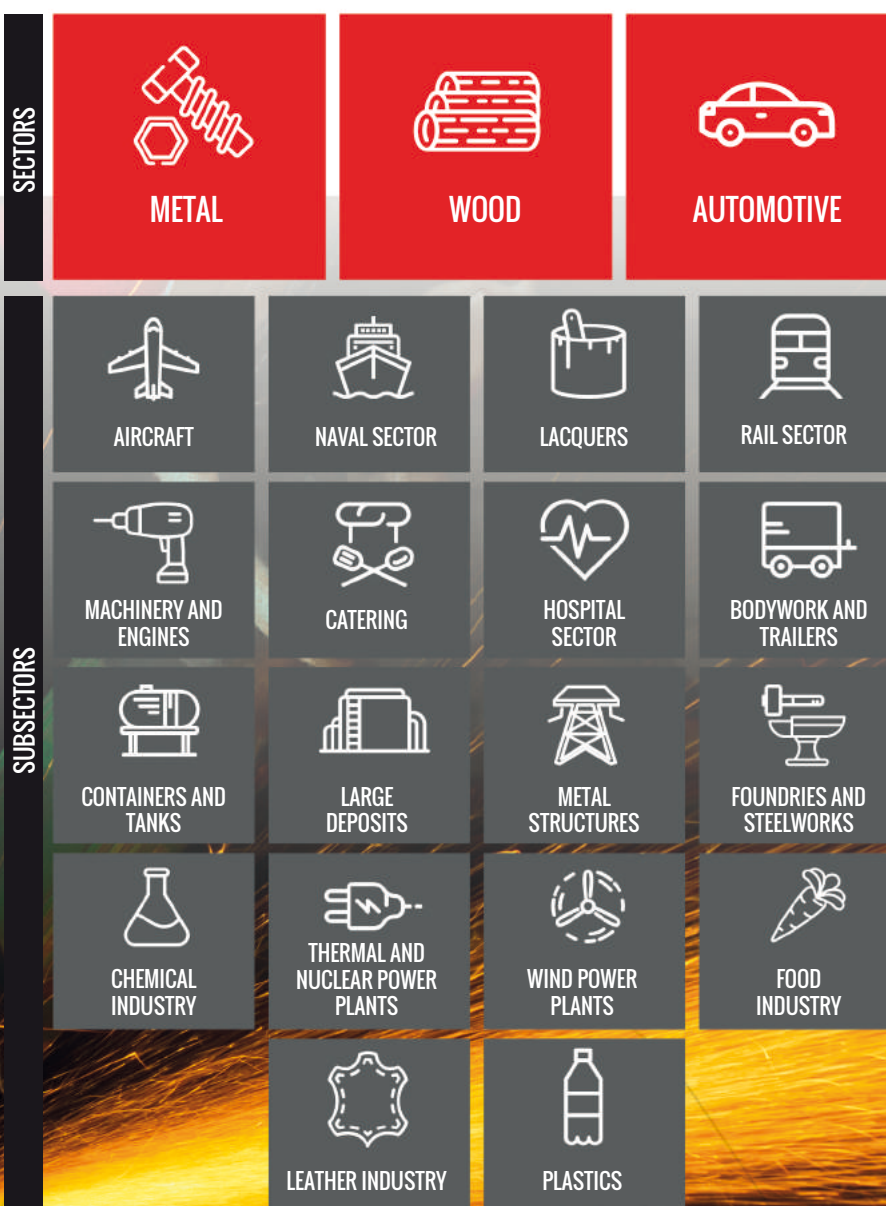 SECTORS
METAL
WOOD
AUTOMOTIVE
SUBSECTORS
AIRCRAFT
NAVAL SECTOR
LACQUERS
RAIL SECTOR
MACHINERY AND
ENGINES
CATERING
HOSPITAL
SECTOR
BODYWORK AND
TRAILERS
CONTAINERS AND
TANKS
LARGE
DEPOSITS
METAL
STRUCTURES
FOUNDRIES AND
STEELWORKS
CHEMICAL
INDUSTRY
THERMAL AND
NUCLEAR POWER
PLANTS
WIND POWER
PLANTS
FOOD
INDUSTRY
LEATHER INDUSTRY
PLASTICS